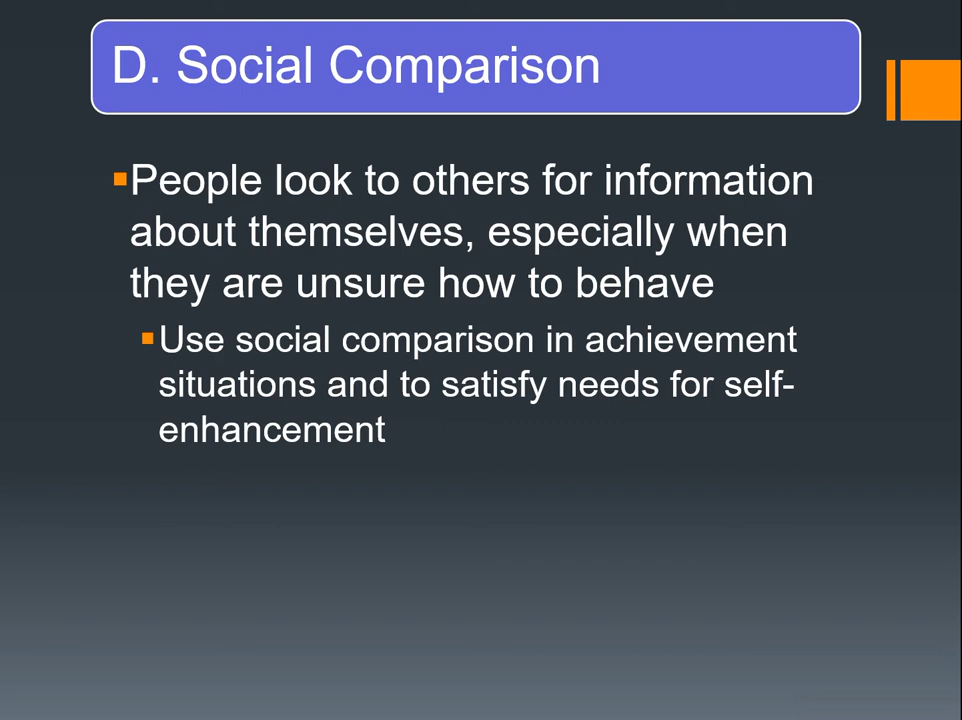 D. Social Comparison
▪People look to others for information
about themselves, especially when
they are unsure how to behave
▪Use social comparison in achievement
situations and to satisfy needs for self-
enhancement